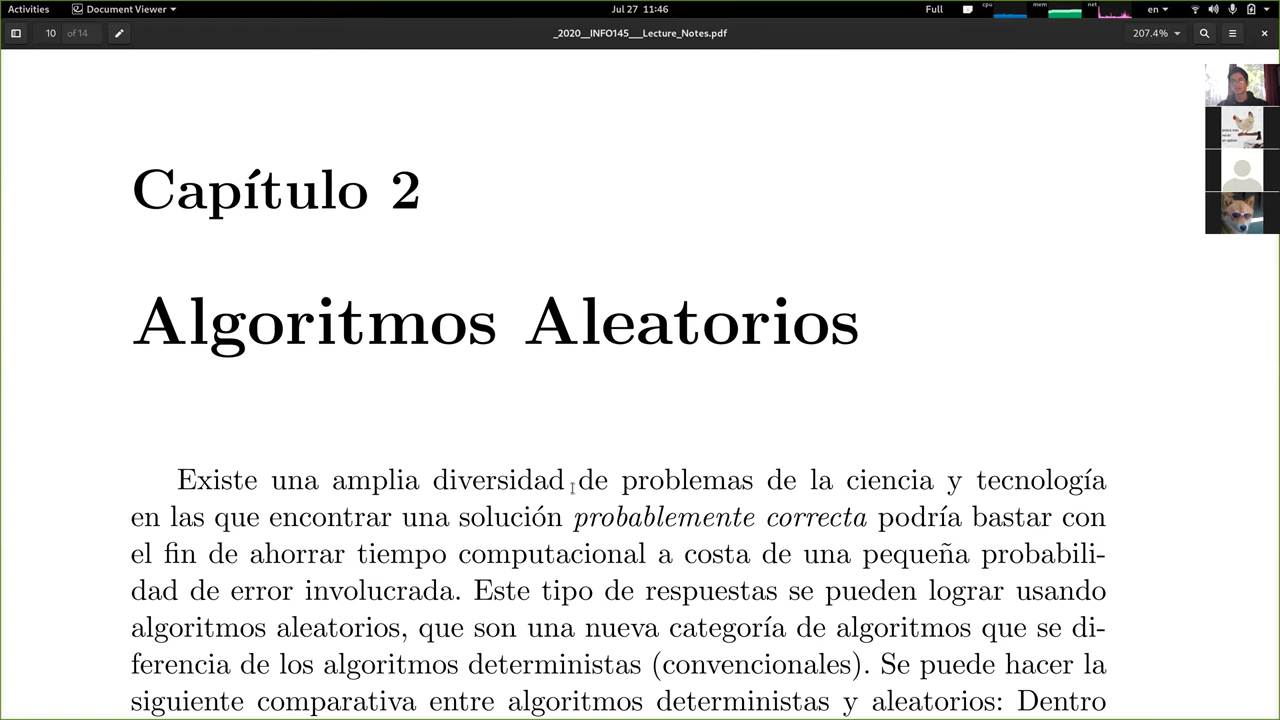 Activities Document Viewer Jul 27 11:46 Full cpu mem net en
10 of 14 _2020__INFO145___Lecture_Notes.pdf 207.4%
Capítulo 2
Algoritmos Aleatorios
Existe una amplia diversidad de problemas de la ciencia y tecnología
en las que encontrar una solución probablemente correcta podría bastar con
el fin de ahorrar tiempo computacional a costa de una pequeña probabili-
dad de error involucrada. Este tipo de respuestas se pueden lograr usando
algoritmos aleatorios, que son una nueva categoría de algoritmos que se di-
ferencia de los algoritmos deterministas (convencionales). Se puede hacer la
siguiente comparativa entre algoritmos deterministas y aleatorios: Dentro